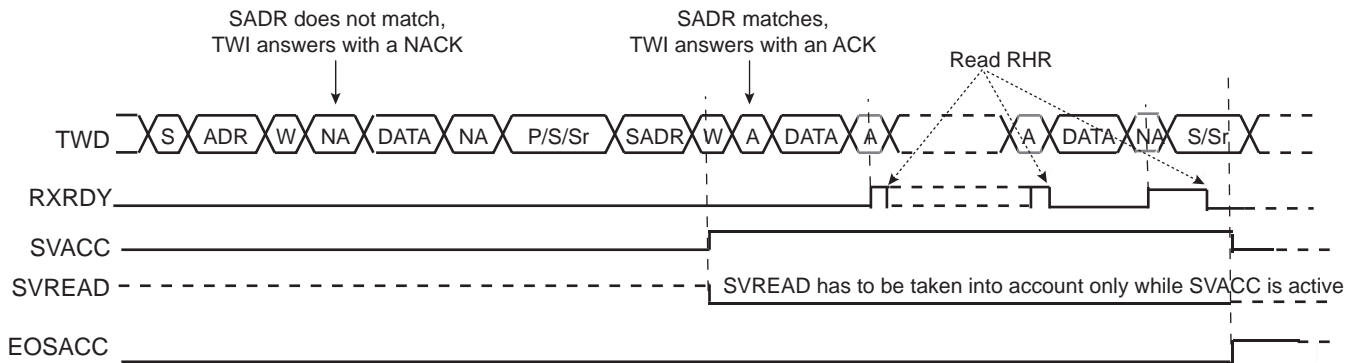 SADR does not match,
TWI answers with a NACK
SADR matches,
TWI answers with an ACK
Read RHR
TWD S ADR W NA DATA NA P/S/Sr SADR W A DATA A A DATA NA S/Sr
RXRDY
SVACC
SVREAD SVREAD has to be taken into account only while SVACC is active
EOSACC